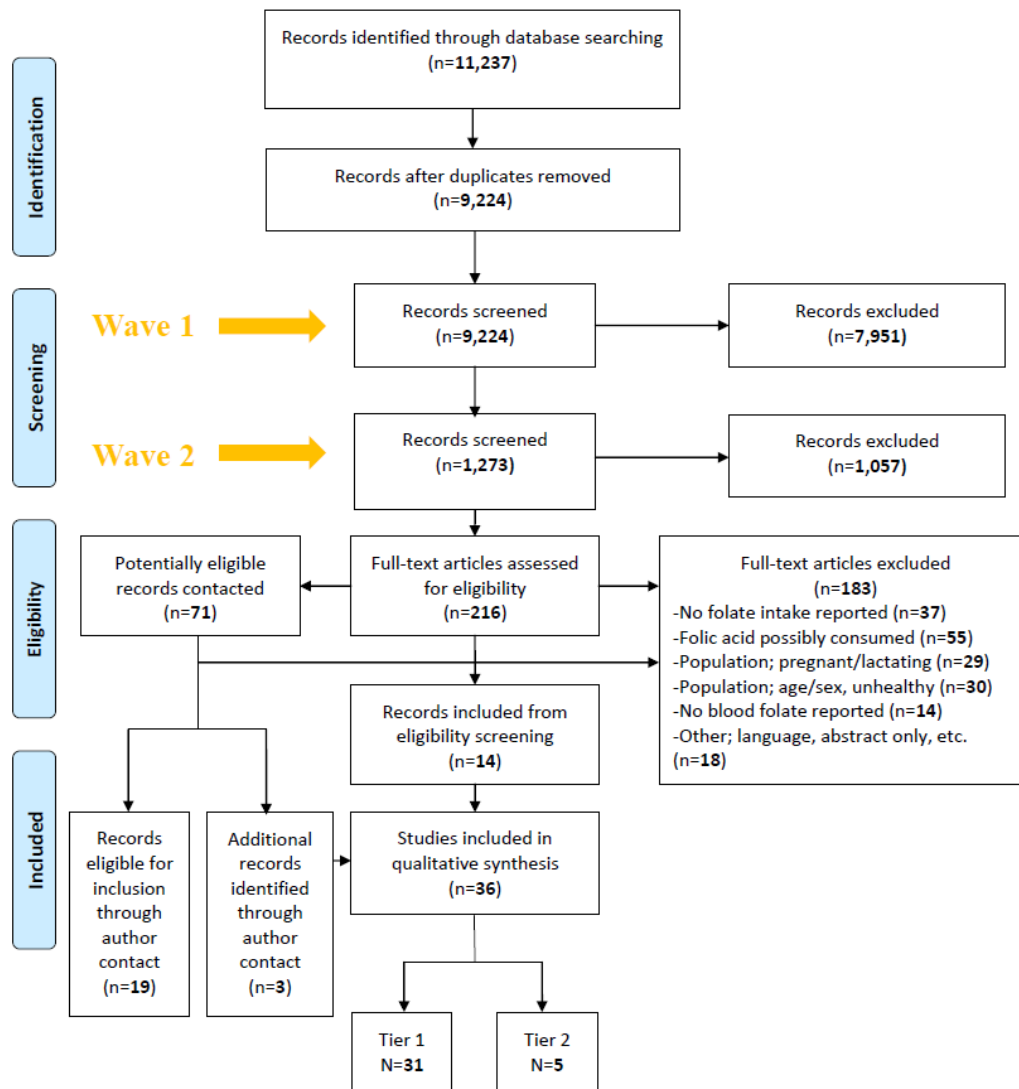 Identification
Records identified through database searching
(n=11,237)
Records after duplicates removed
(n=9,224)
Screening
Wave 1
Records screened
(n=9,224)
Records excluded
(n=7,951)
Wave 2
Records screened
(n=1,273)
Records excluded
(n=1,057)
Eligibility
Potentially eligible
records contacted
(n=71)
Full-text articles assessed
for eligibility
(n=216)
Full-text articles excluded
(n=183)
-No folate intake reported (n=37)
-Folic acid possibly consumed (n=55)
-Population; pregnant/lactating (n=29)
-Population; age/sex, unhealthy (n=30)
-No blood folate reported (n=14)
-Other; language, abstract only, etc.
(n=18)
Records included from
eligibility screening
(n=14)
Included
Records
eligible for
inclusion
through
author
contact
(n=19)
Additional
records
identified
through
author
contact
(n=3)
Studies included in
qualitative synthesis
(n=36)
Tier 1
N=31
Tier 2
N=5